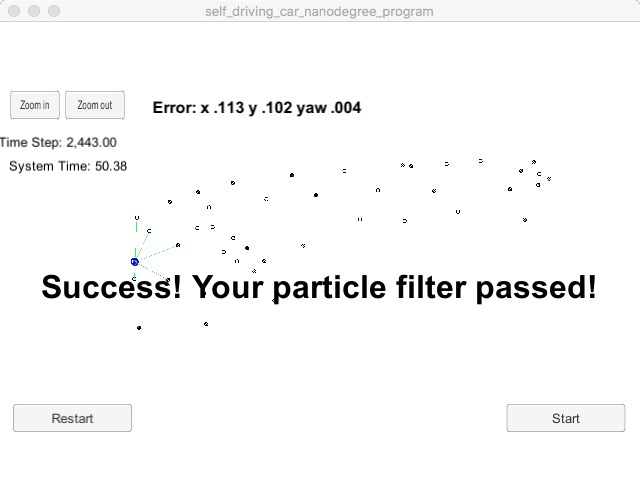 self_driving_car_nanodegree_program
Zoom in
Zoom out
Error: x .113 y .102 yaw .004
Time Step: 2,443.00
System Time: 50.38
Success! Your particle filter passed!
Restart
Start